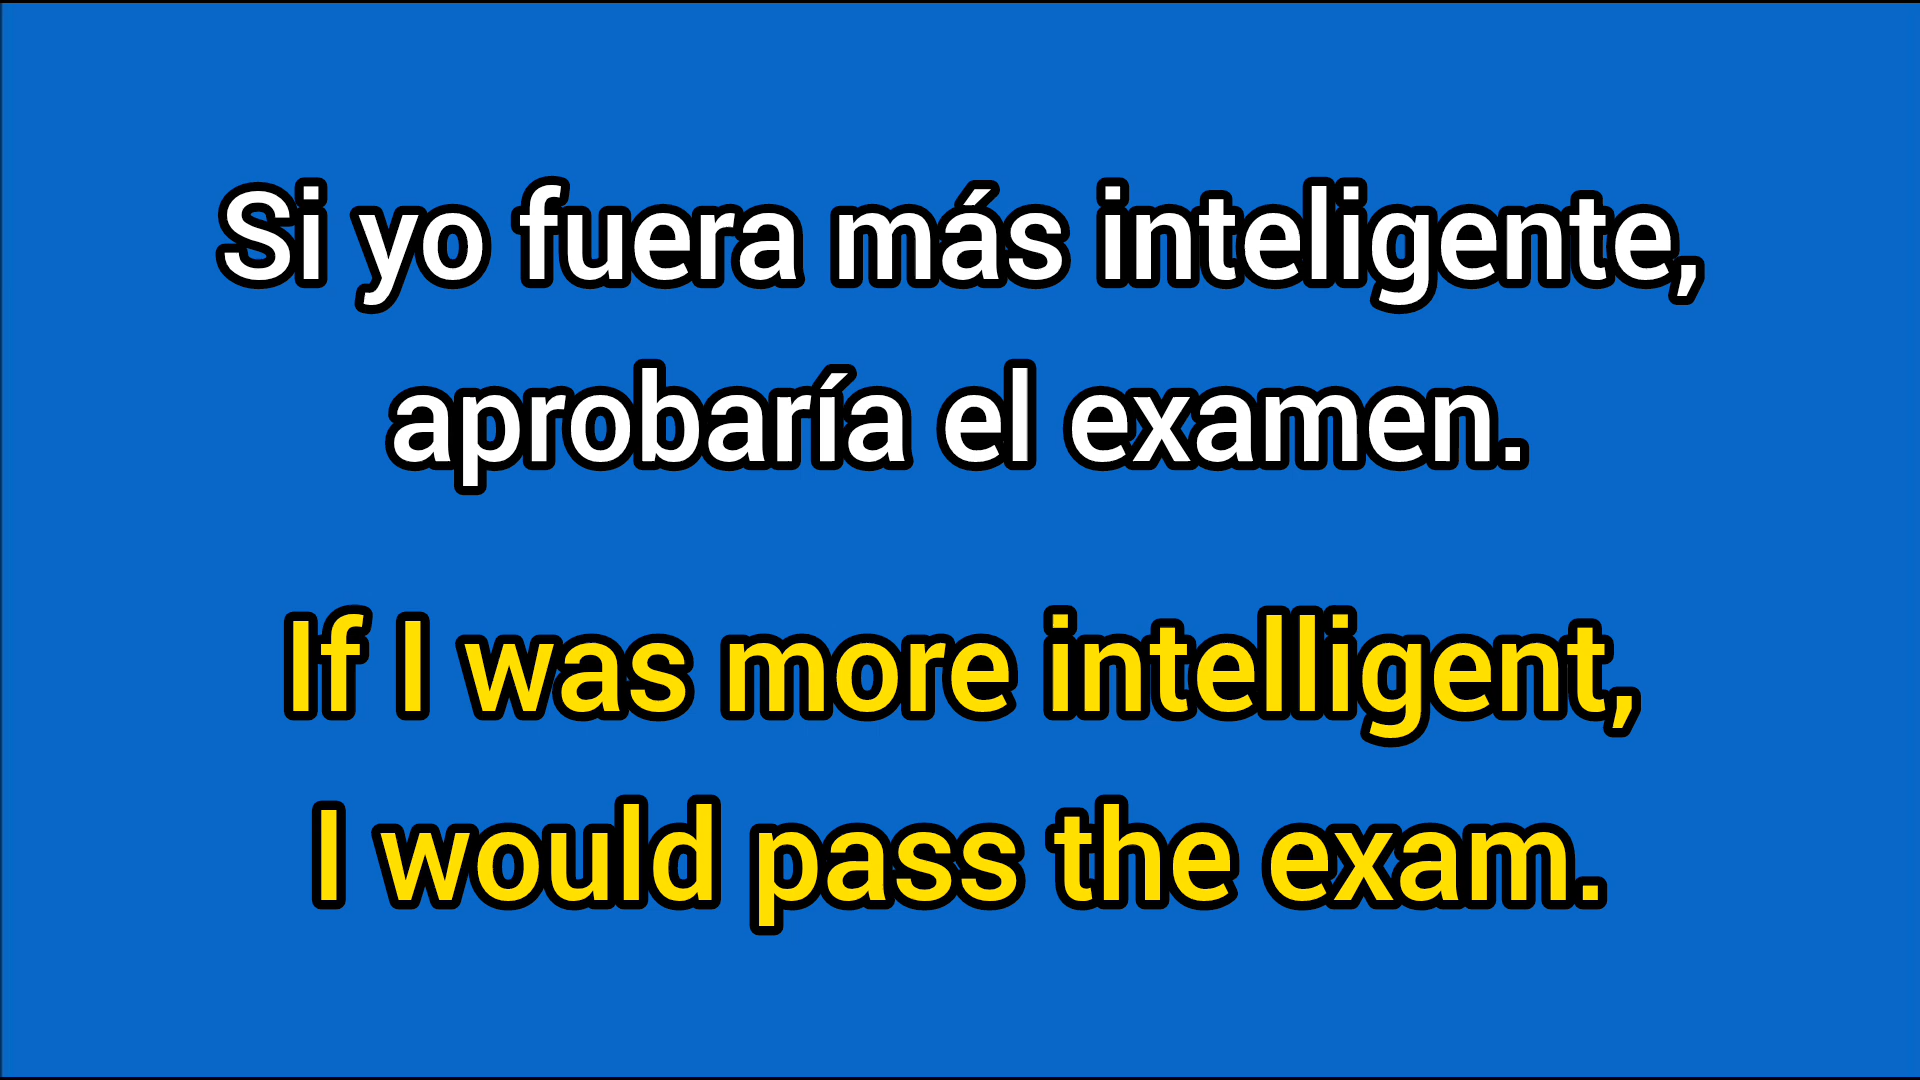 Si yo fuera más inteligente,
aprobaría el examen.
If I was more intelligent,
I would pass the exam.